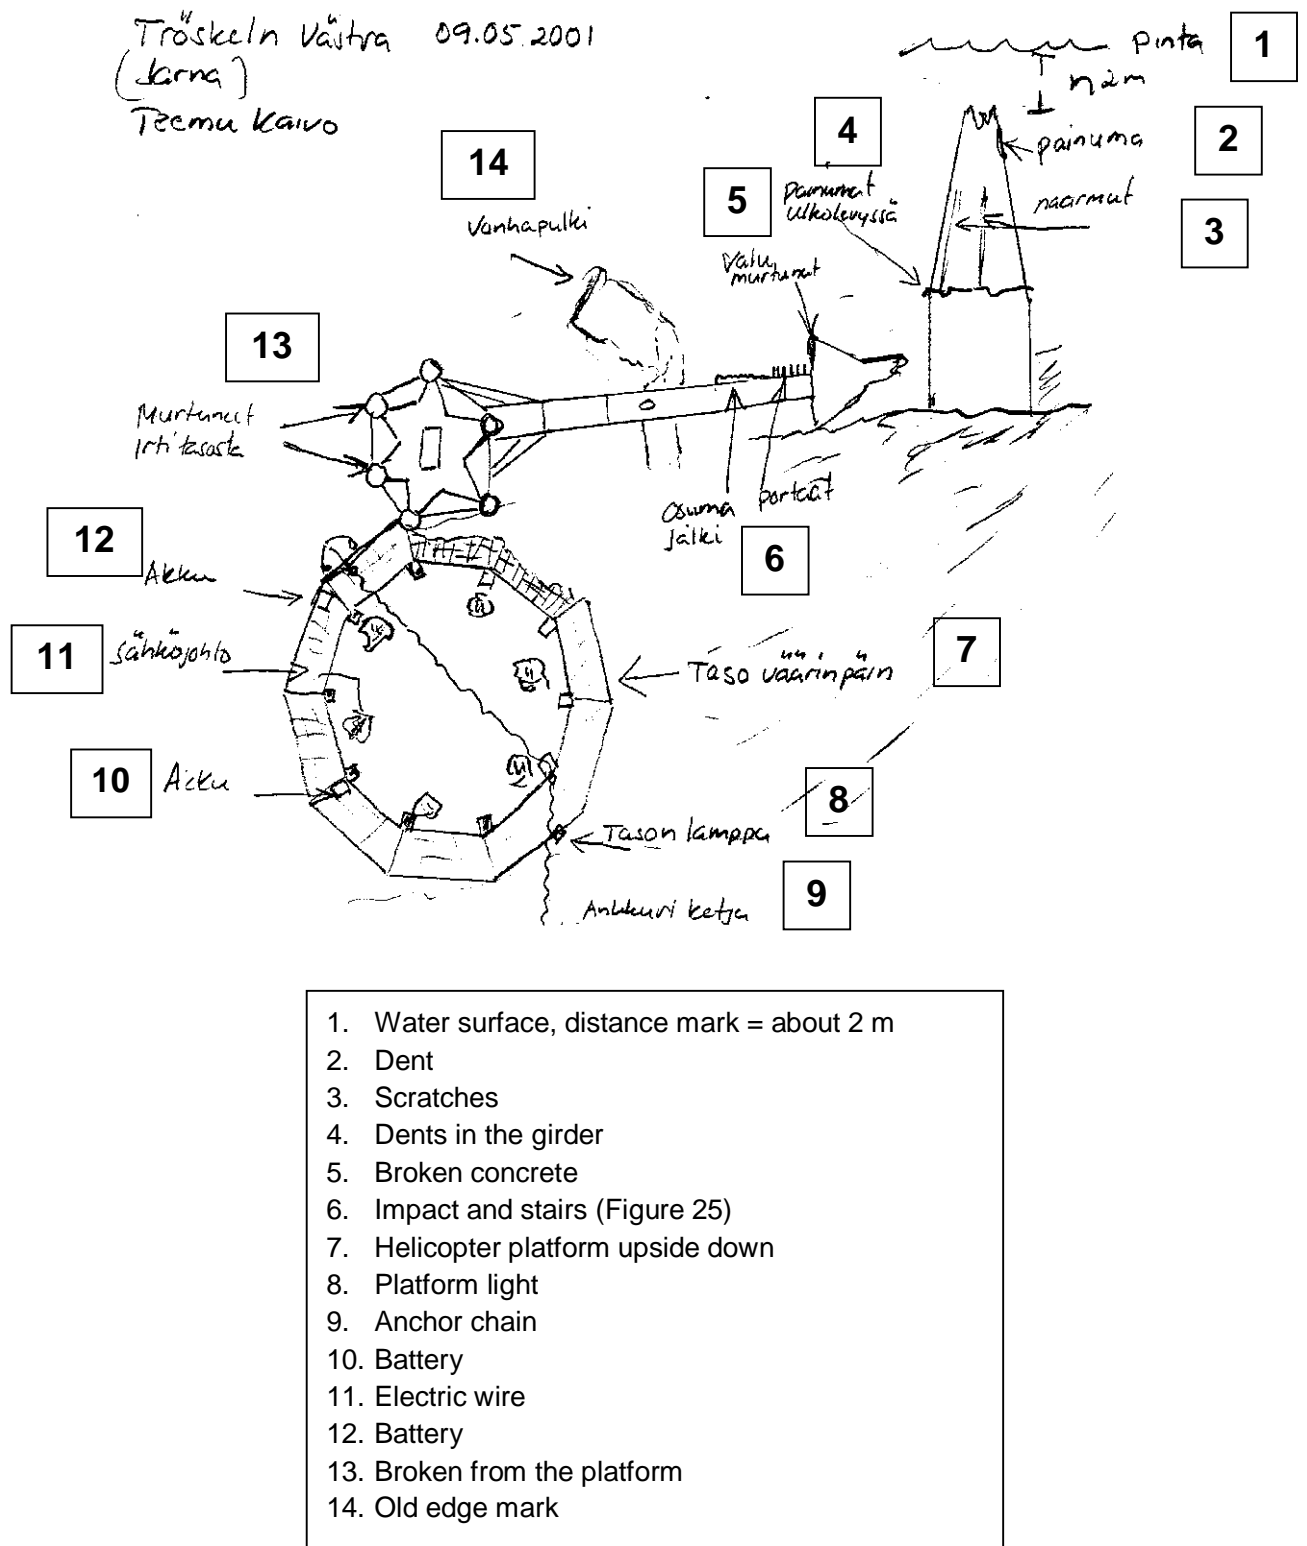 Tröskeln Västra 09.05.2001
(Jarna)
Teemu Kaivo
pinta
1
n 2m
2
painuma
3
naarmut
4
painumat
ulkolevyssä
5
Valu
murtumat
14
Vanhapulki
13
Murtunut
irti tasosta
Osuma
jälki
portaat
6
12
Akku
11
sähköjohto
7
Taso väärinpäin
10
Akku
8
Tason lamppu
9
Ankkuri ketju
1. Water surface, distance mark = about 2 m
2. Dent
3. Scratches
4. Dents in the girder
5. Broken concrete
6. Impact and stairs (Figure 25)
7. Helicopter platform upside down
8. Platform light
9. Anchor chain
10. Battery
11. Electric wire
12. Battery
13. Broken from the platform
14. Old edge mark